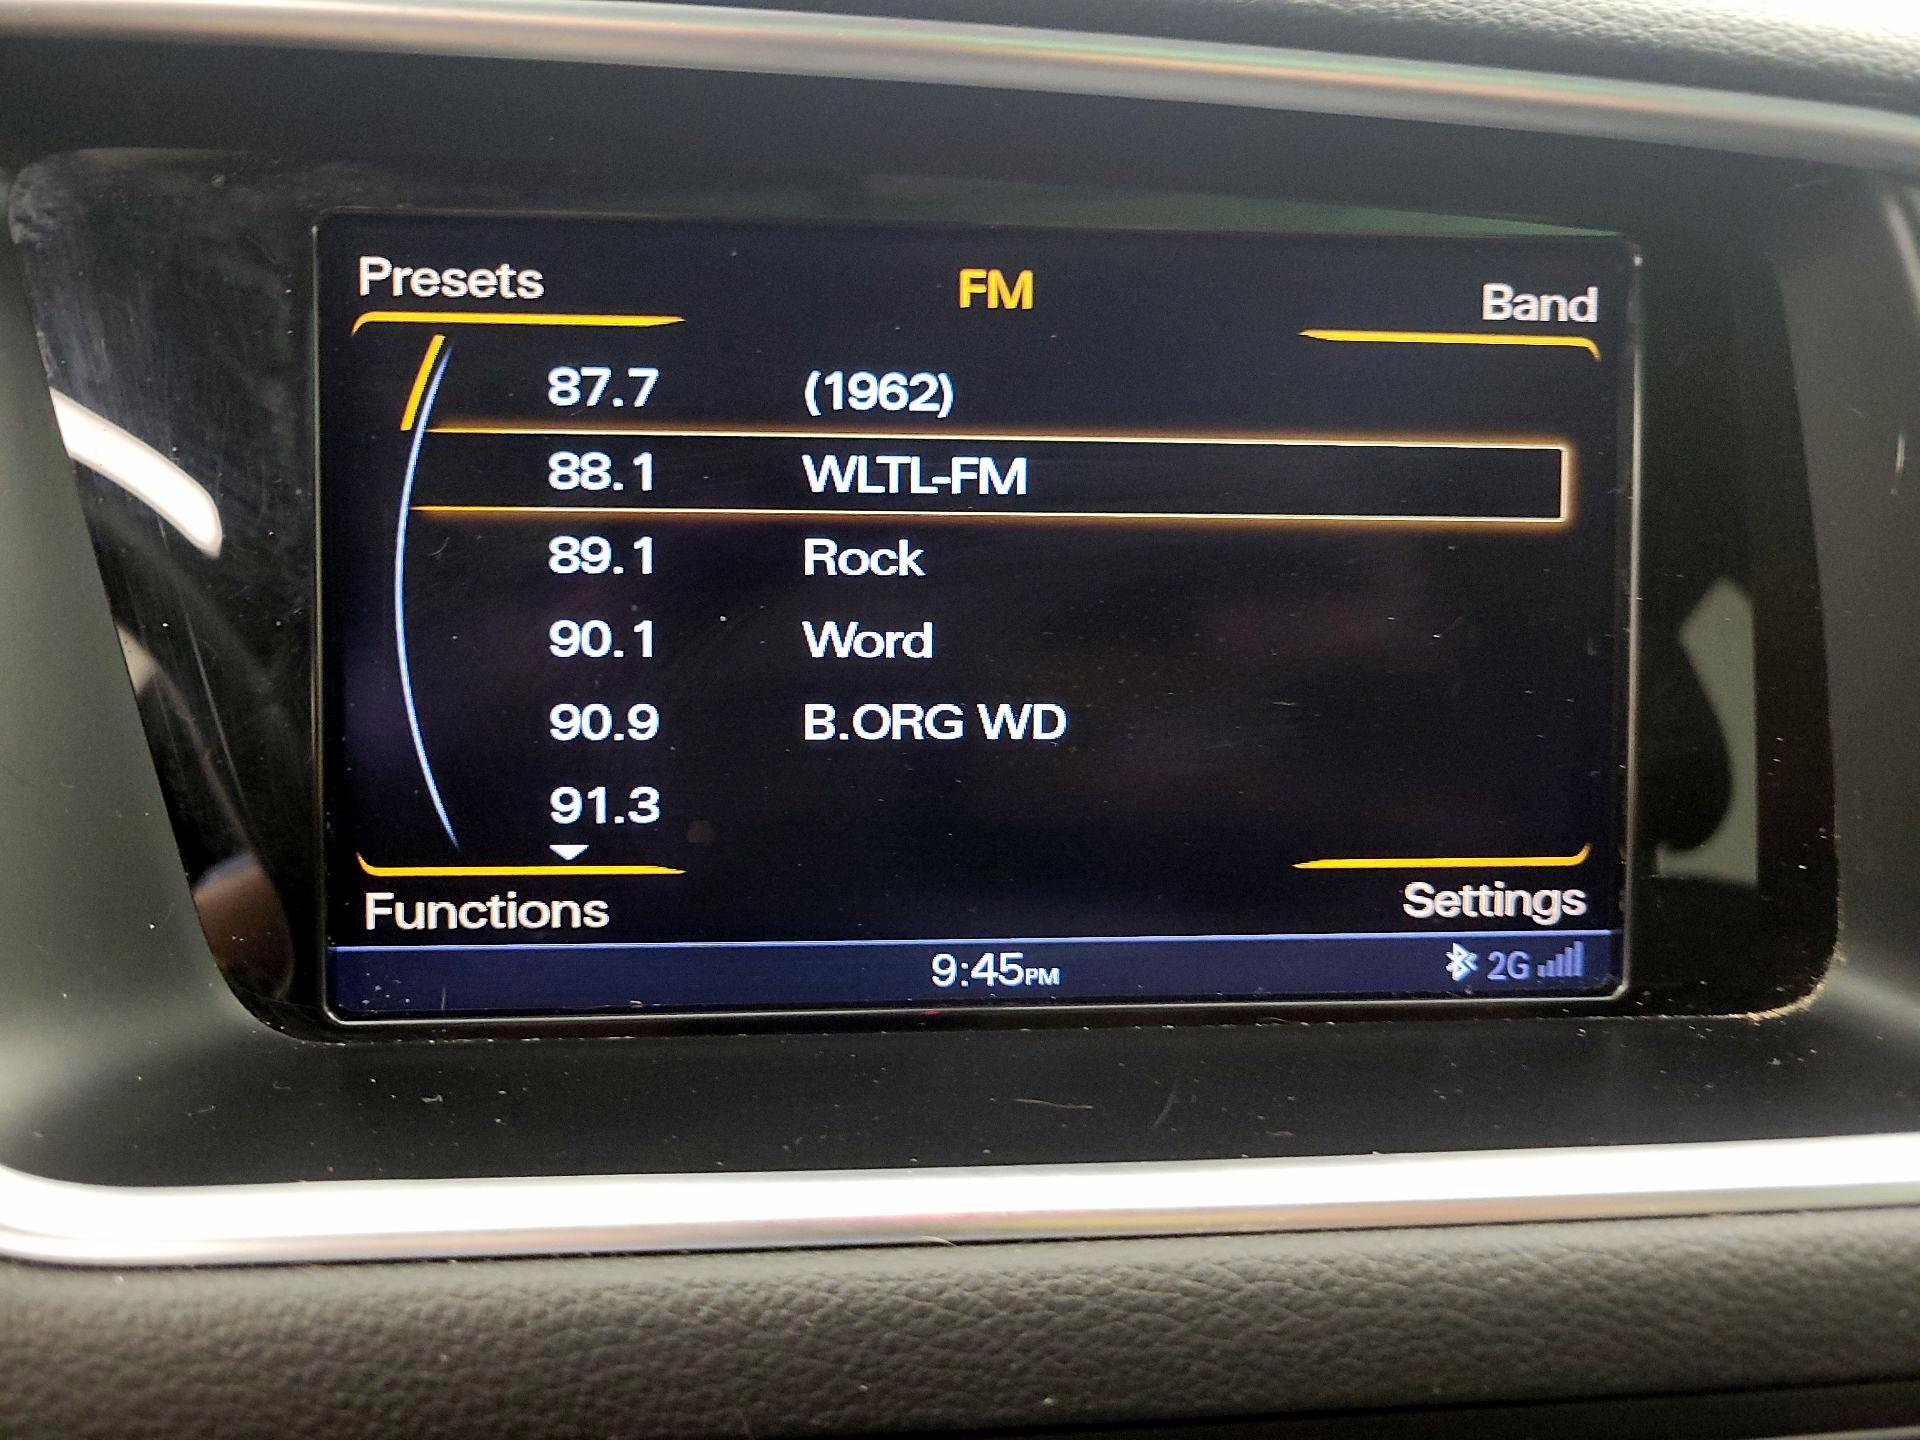 Presets FM Band
87.7 (1962)
88.1 WLTL-FM
89.1 Rock
90.1 Word
90.9 B.ORG WD
91.3
Functions Settings
9:45PM 2G